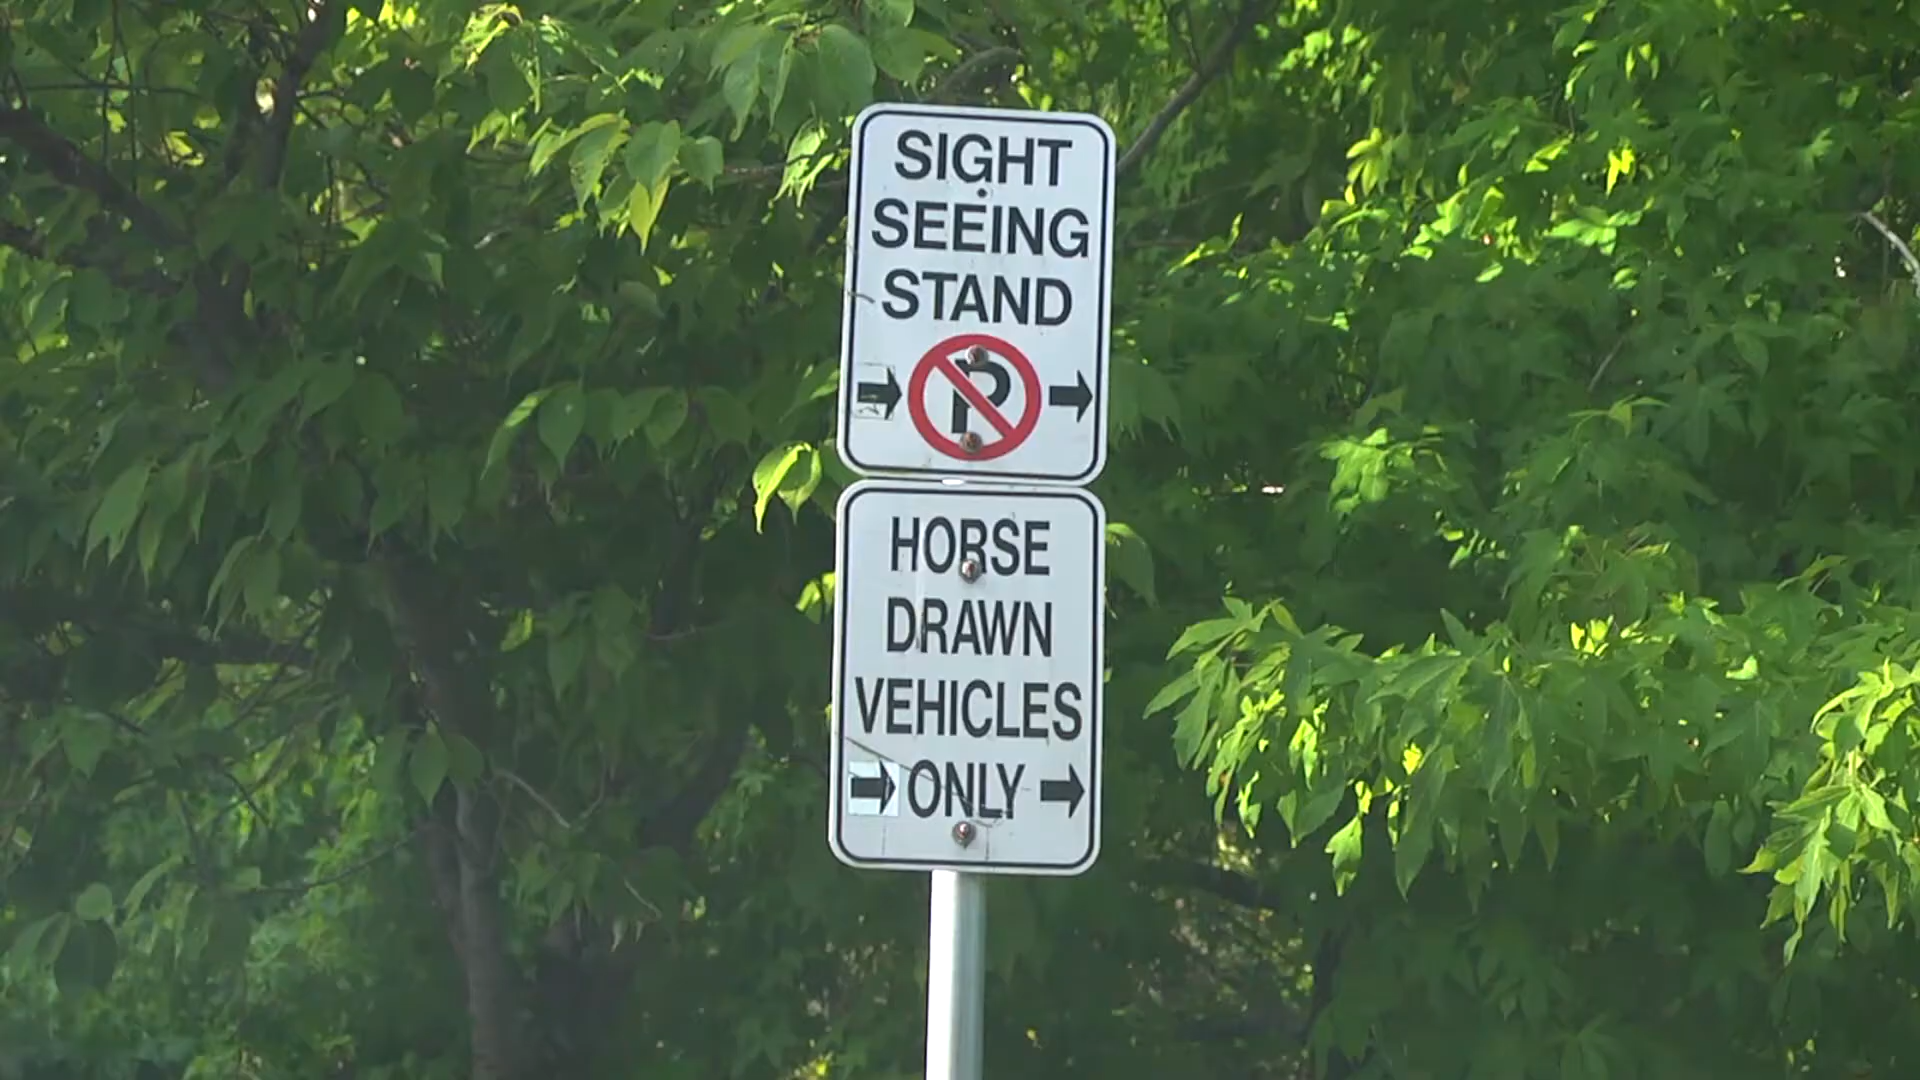 SIGHT
SEEING
STAND
P
HORSE
DRAWN
VEHICLES
ONLY